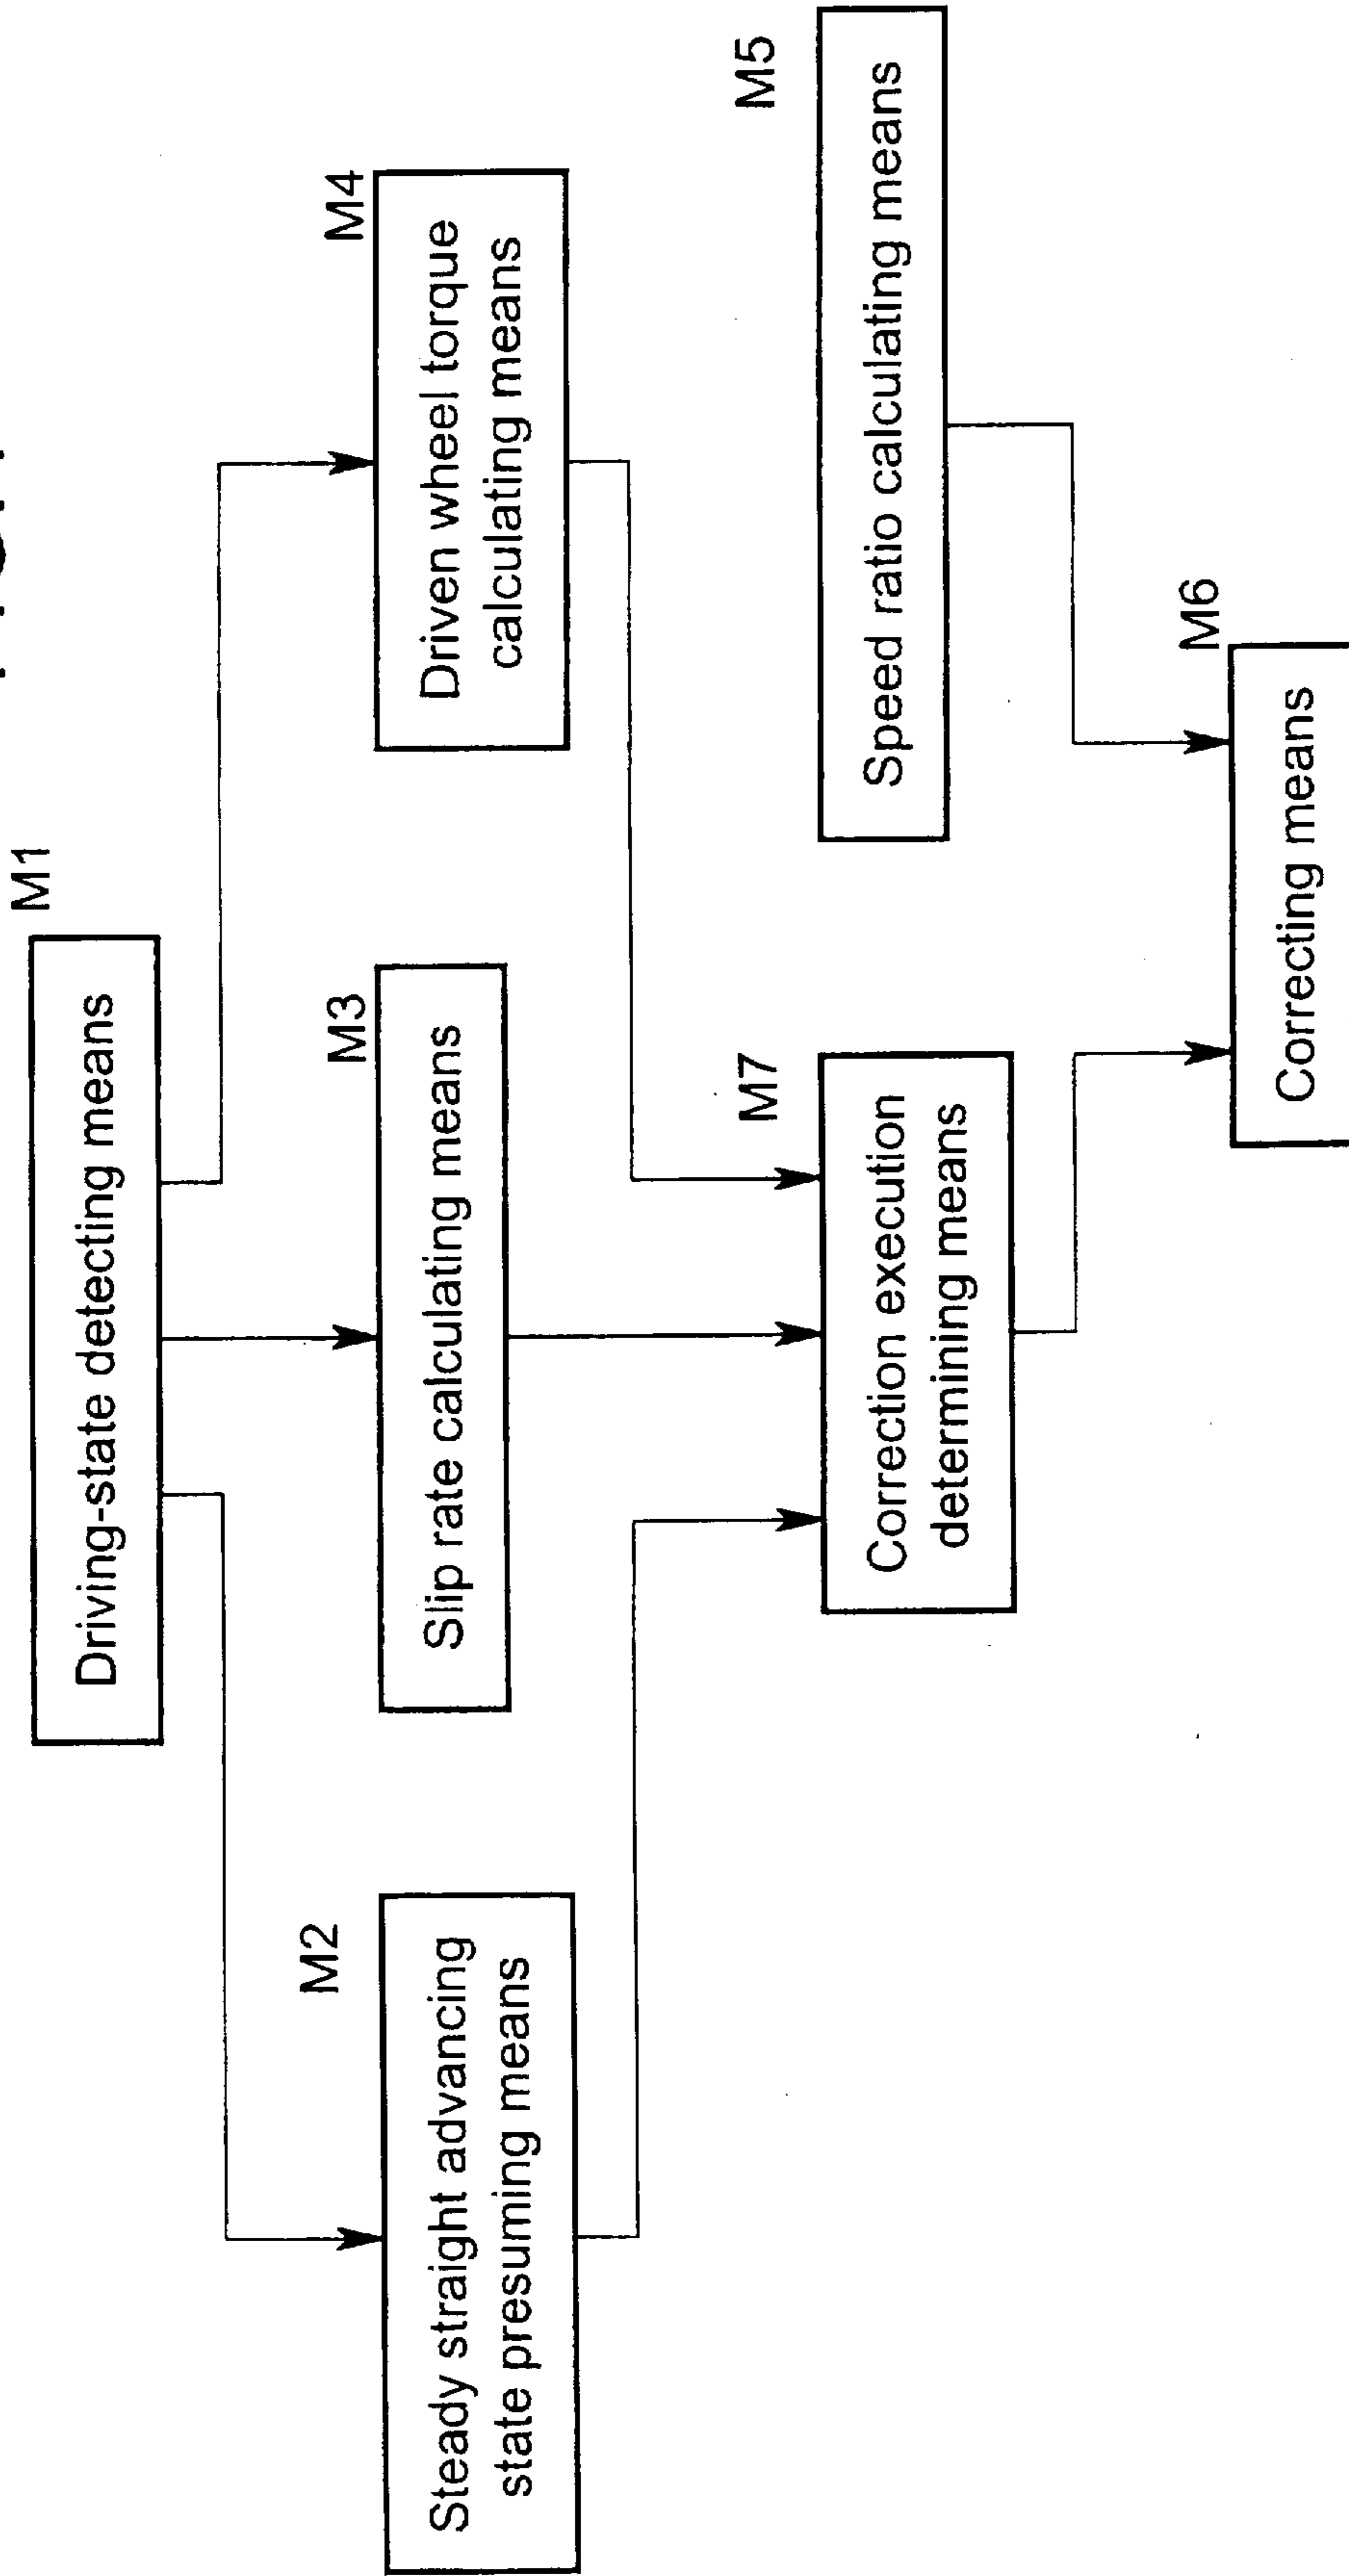 M1
Driving-state detecting means
M2
Steady straight advancing
state presuming means
M3
Slip rate calculating means
M4
Driven wheel torque
calculating means
M7
Correction execution
determining means
M5
Speed ratio calculating means
M6
Correcting means